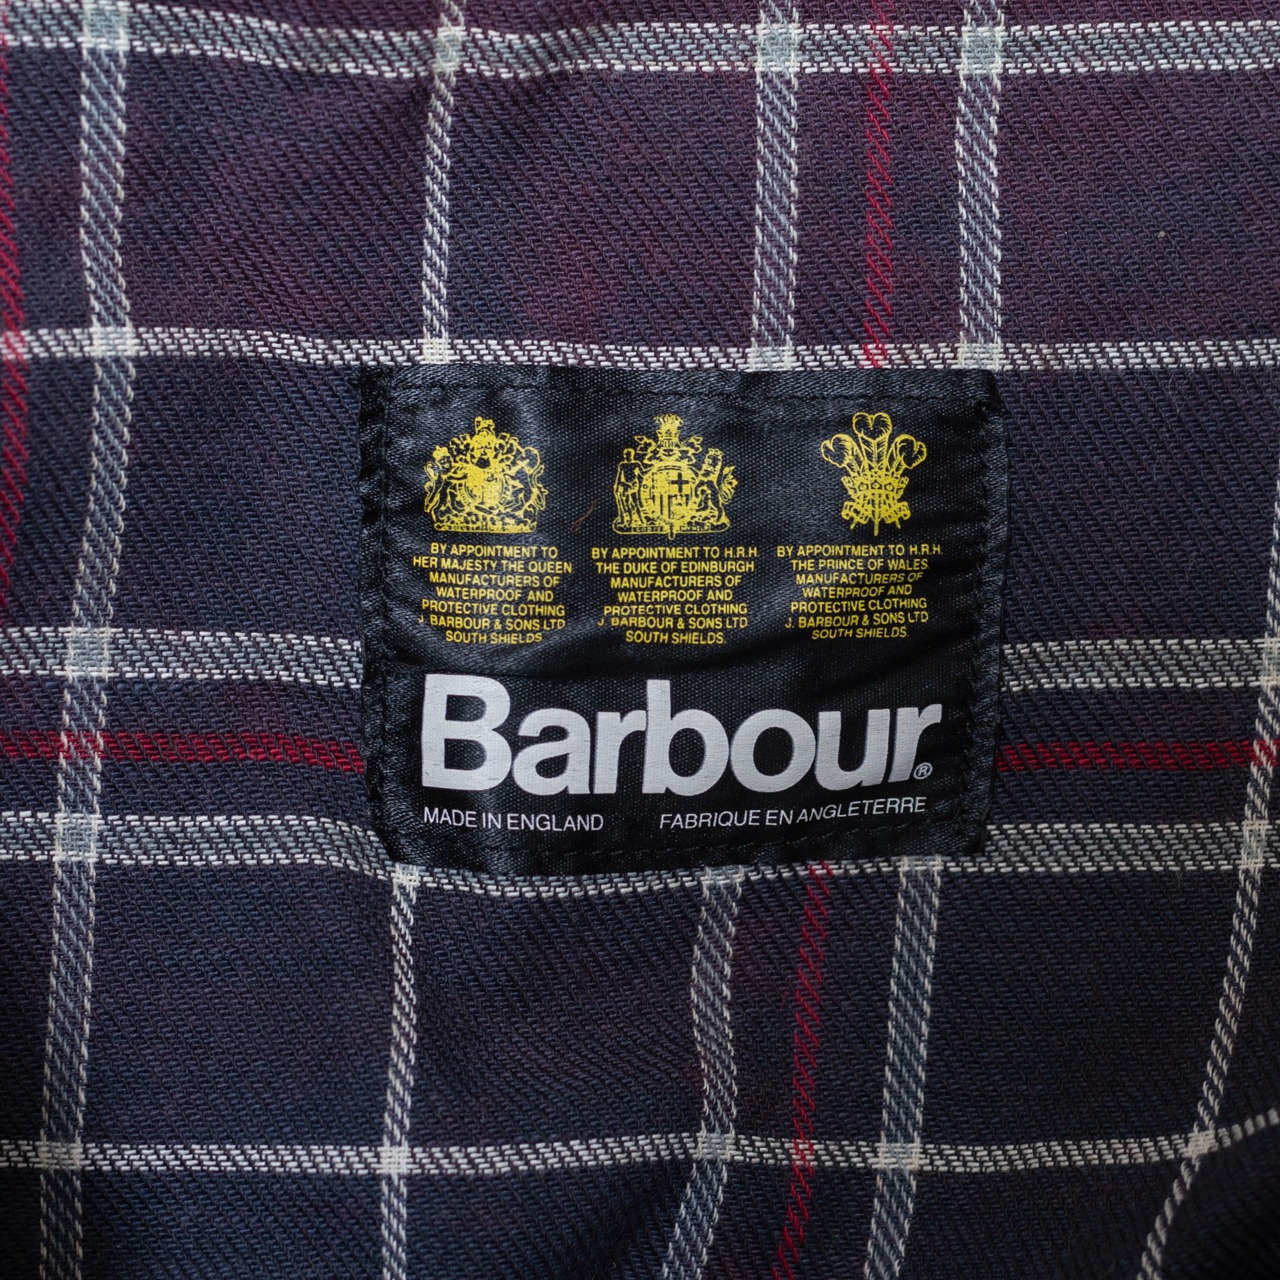 BY APPOINTMENT TO
HER MAJESTY THE QUEEN
MANUFACTURERS OF
WATERPROOF AND
PROTECTIVE CLOTHING
J. BARBOUR & SONS LTD
SOUTH SHIELDS
BY APPOINTMENT TO H.R.H.
THE DUKE OF EDINBURGH
MANUFACTURERS OF
WATERPROOF AND
PROTECTIVE CLOTHING
J. BARBOUR & SONS LTD
SOUTH SHIELDS.
BY APPOINTMENT TO H.R.H.
THE PRINCE OF WALES
MANUFACTURERS OF
WATERPROOF AND
PROTECTIVE CLOTHING
J. BARBOUR & SONS LTD
SOUTH SHIELDS.
Barbour®
MADE IN ENGLAND FABRIQUE EN ANGLETERRE